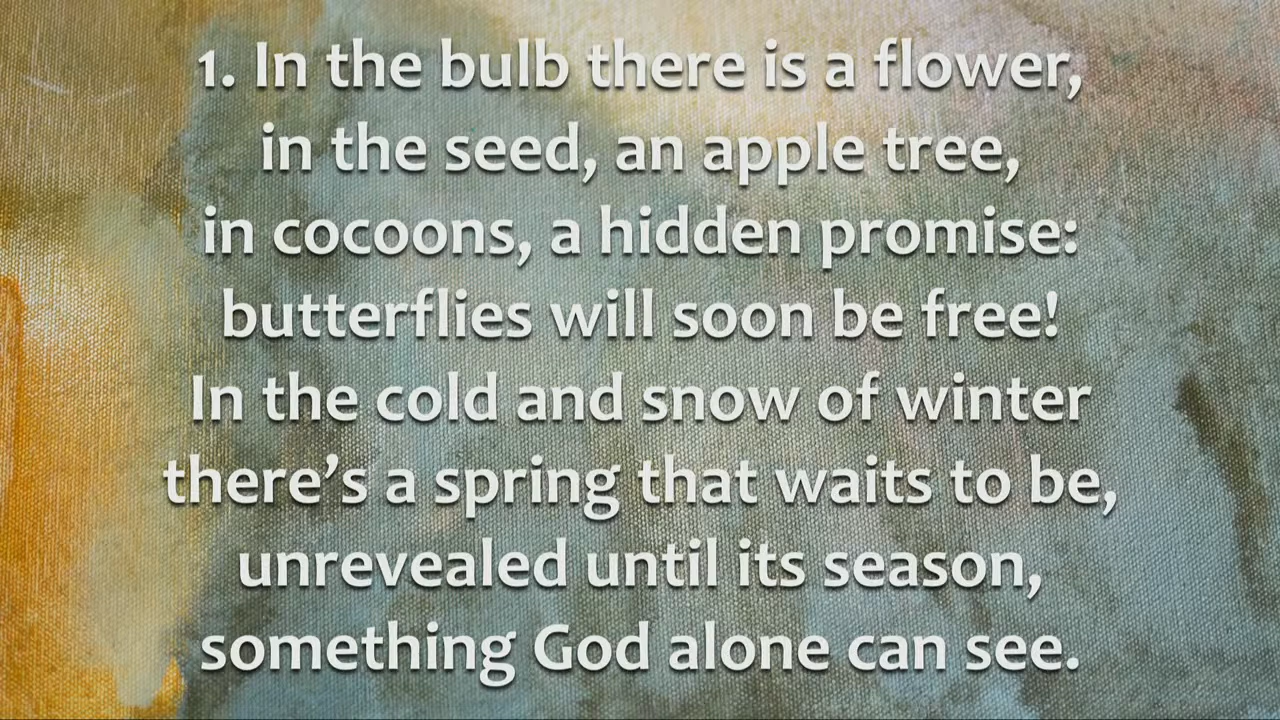 1. In the bulb there is a flower,
in the seed, an apple tree,
in cocoons, a hidden promise:
butterflies will soon be free!
In the cold and snow of winter
there’s a spring that waits to be,
unrevealed until its season,
something God alone can see.